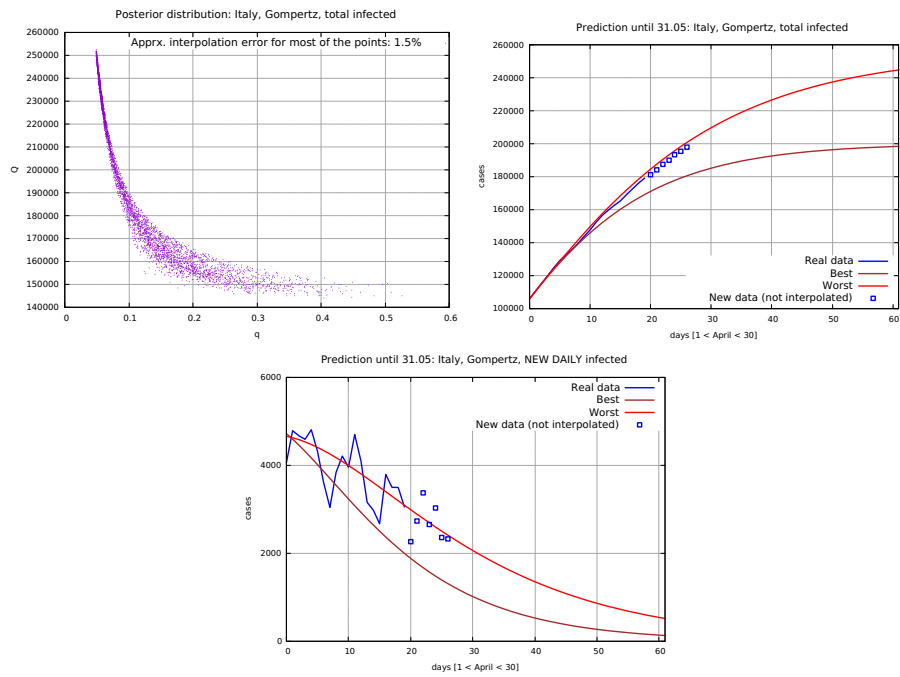 Posterior distribution: Italy, Gompertz, total infected
Apprx. interpolation error for most of the points: 1.5%
260000
250000
240000
230000
220000
210000
200000
190000
180000
170000
160000
150000
140000
Q
0
0.1
0.2
0.3
0.4
0.5
0.6
q
Prediction until 31.05: Italy, Gompertz, total infected
260000
240000
220000
200000
180000
160000
140000
120000
100000
cases
Real data
Best
Worst
New data (not interpolated)
0
10
20
30
40
50
60
days [1 < April < 30]
Prediction until 31.05: Italy, Gompertz, NEW DAILY infected
6000
4000
2000
0
cases
Real data
Best
Worst
New data (not interpolated)
0
10
20
30
40
50
60
days [1 < April < 30]